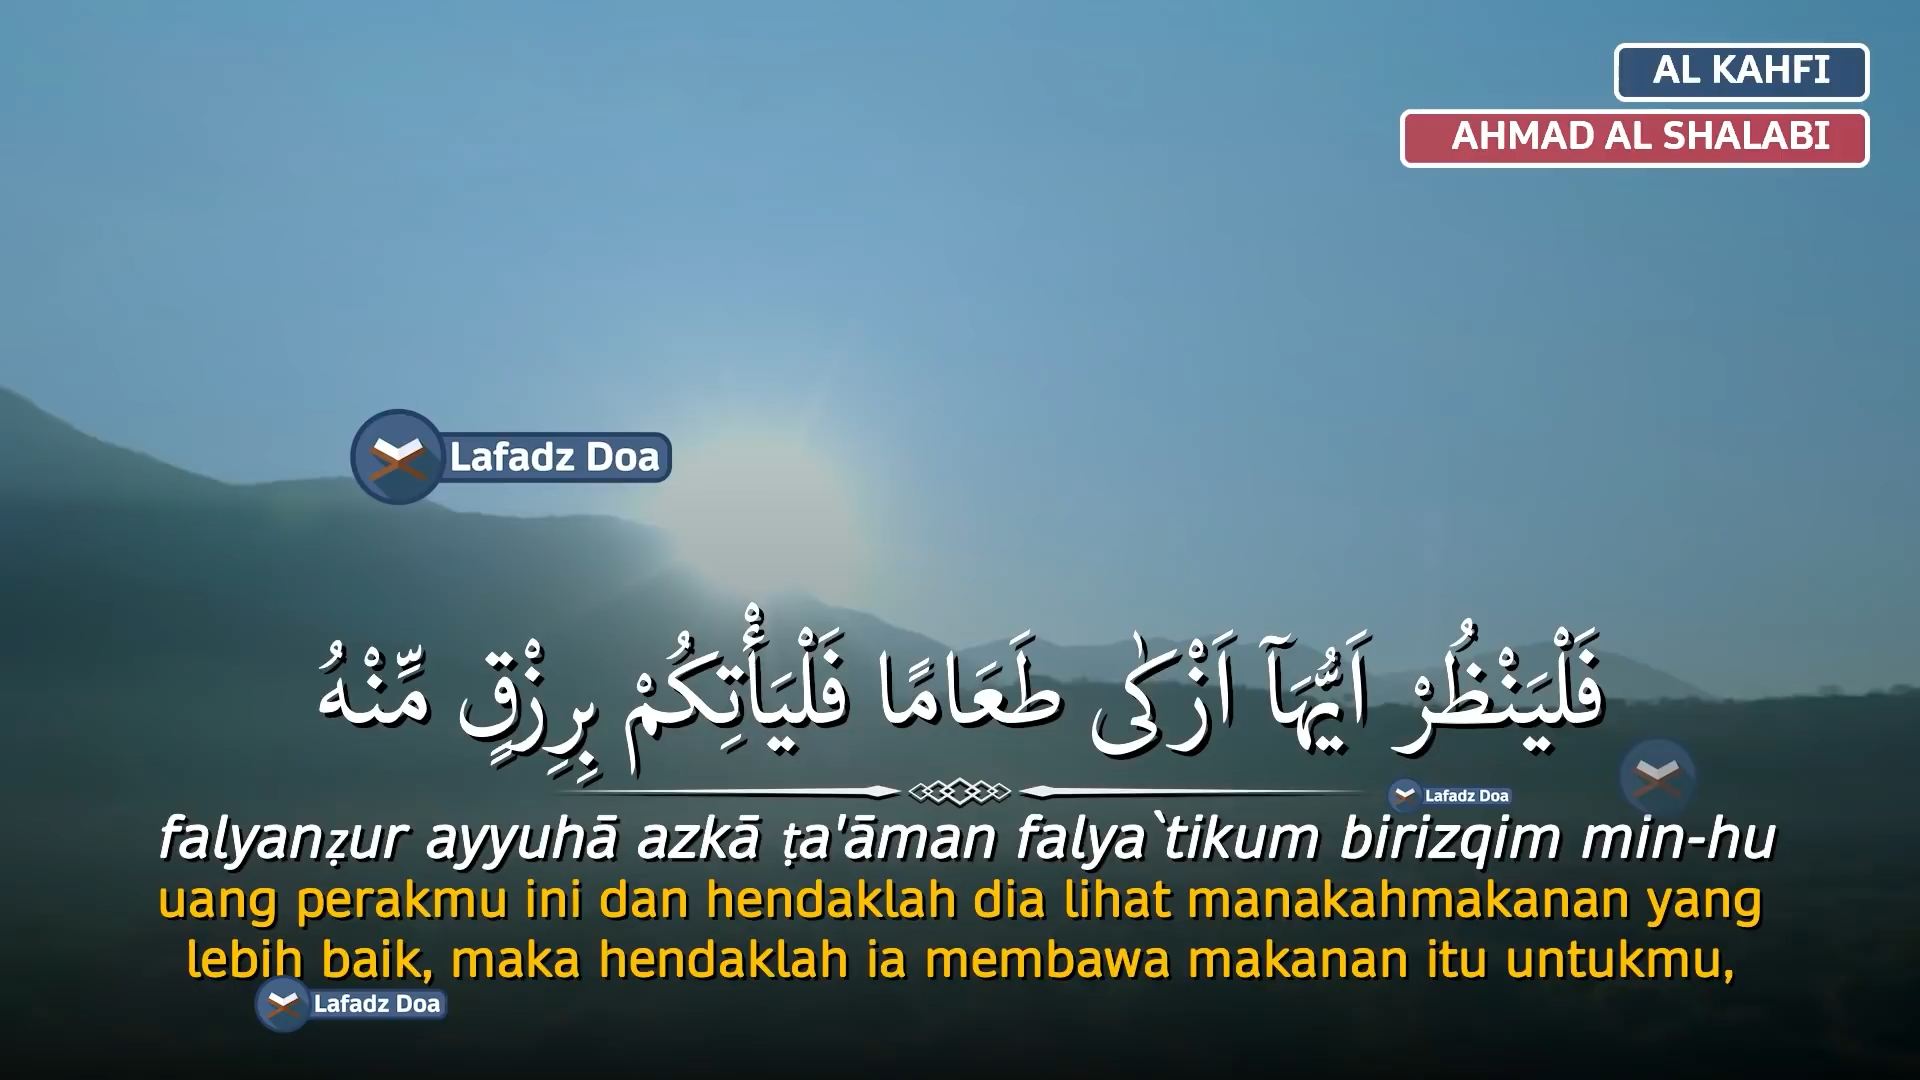 AL KAHFI
AHMAD AL SHALABI
Lafadz Doa
فَلْيَنْظُرْ اَيُّهَآ اَزْكٰى طَعَامًا فَلْيَأْتِكُمْ بِرِزْقٍ مِّنْهُ
Lafadz Doa
falyanẓur ayyuhā azkā ṭa'āman falya`tikum birizqim min-hu
uang perakmu ini dan hendaklah dia lihat manakahmakanan yang
lebih baik, maka hendaklah ia membawa makanan itu untukmu,
Lafadz Doa